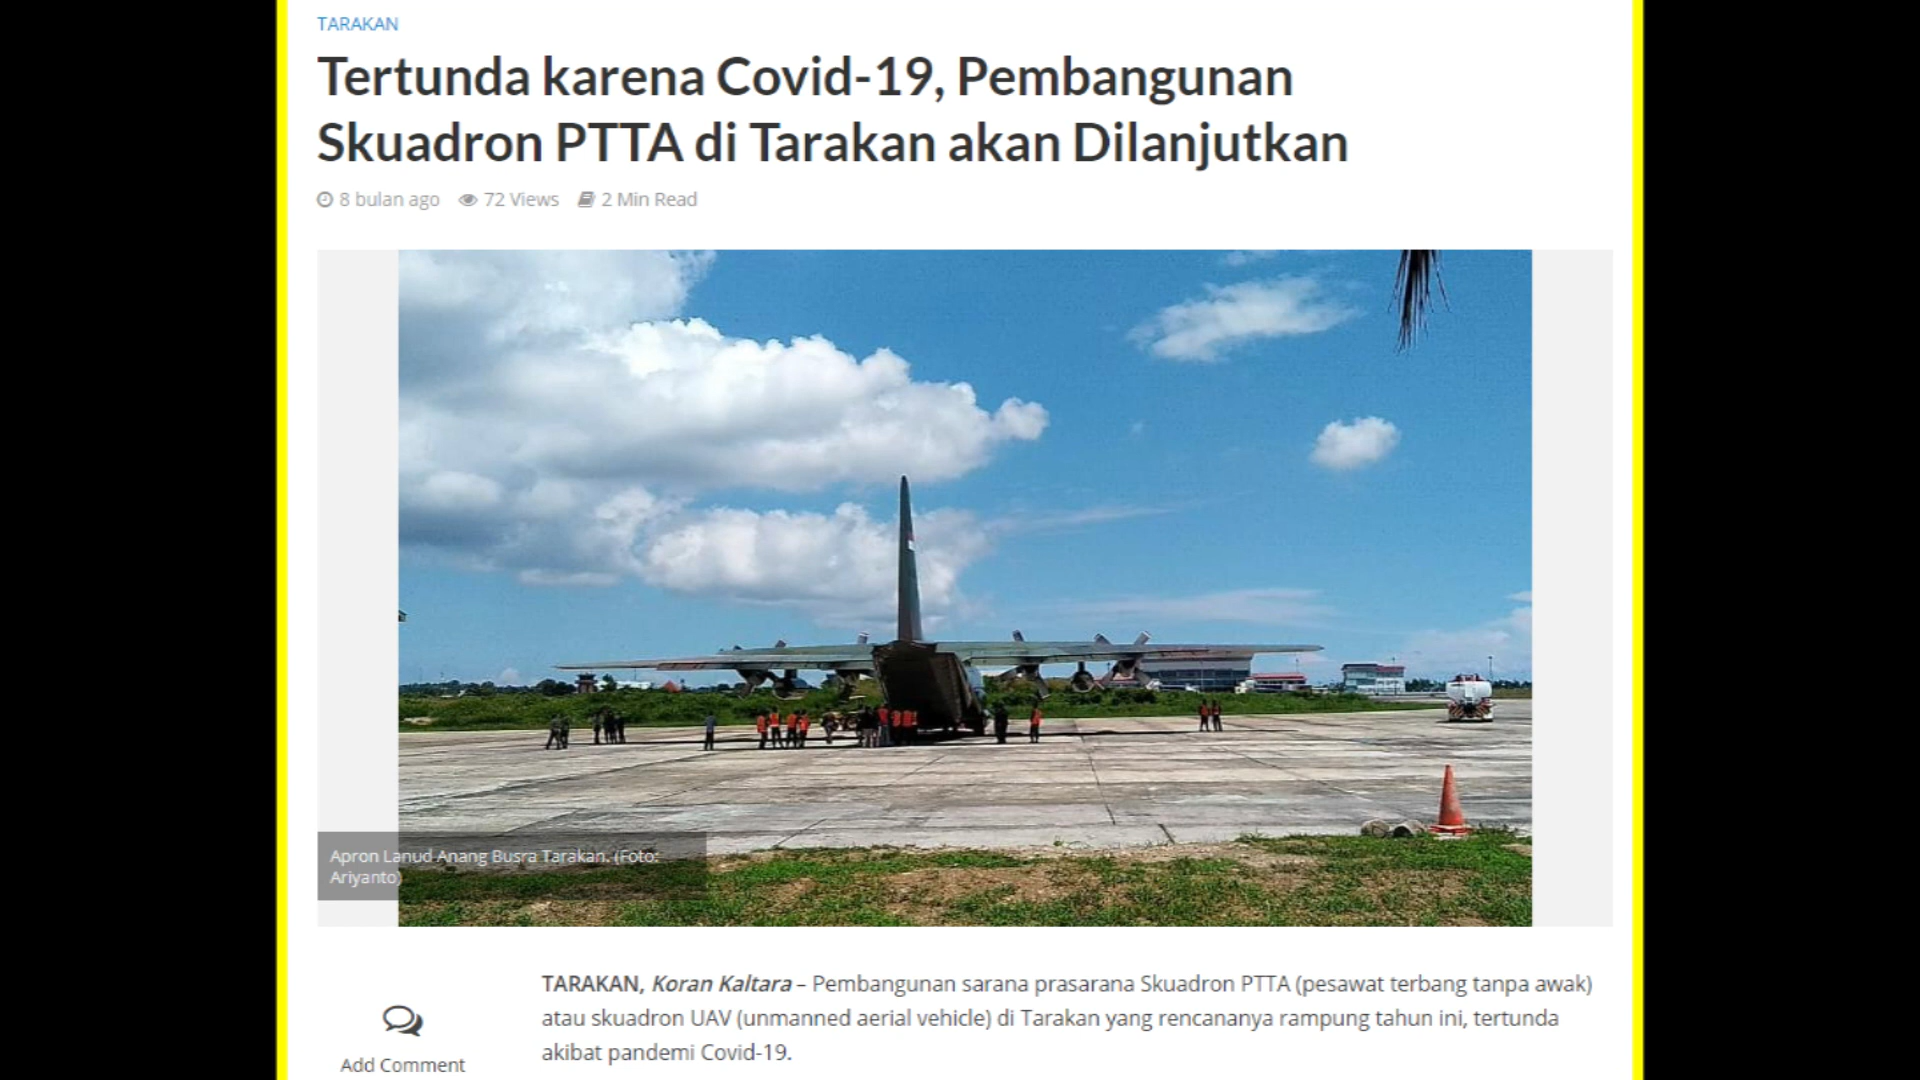 TARAKAN
Tertunda karena Covid-19, Pembangunan
Skuadron PTTA di Tarakan akan Dilanjutkan
8 bulan ago 72 Views 2 Min Read
Apron Lanud Anang Busra Tarakan. (Foto:
Ariyanto)
TARAKAN, Koran Kaltara – Pembangunan sarana prasarana Skuadron PTTA (pesawat terbang tanpa awak)
atau skuadron UAV (unmanned aerial vehicle) di Tarakan yang rencananya rampung tahun ini, tertunda
akibat pandemi Covid-19.
Add Comment